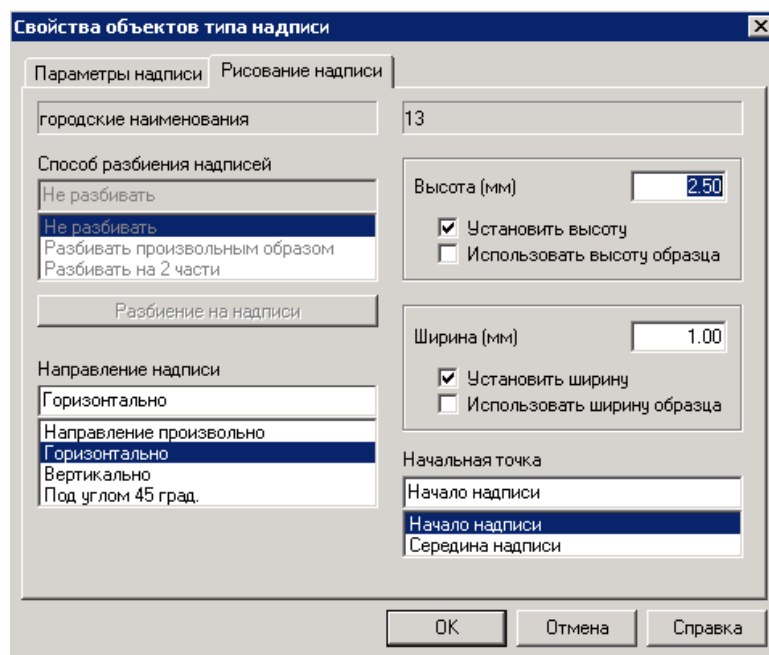 Свойства объектов типа надписи
Параметры надписи
Рисование надписи
городские наименования
13
Способ разбиения надписей
Не разбивать
Не разбивать
Разбивать произвольным образом
Разбивать на 2 части
Разбиение на надписи
Направление надписи
Горизонтально
Направление произвольно
Горизонтально
Вертикально
Под углом 45 град.
Высота (мм)
2.50
Установить высоту
Использовать высоту образца
Ширина (мм)
1.00
Установить ширину
Использовать ширину образца
Начальная точка
Начало надписи
Начало надписи
Середина надписи
OK
Отмена
Справка